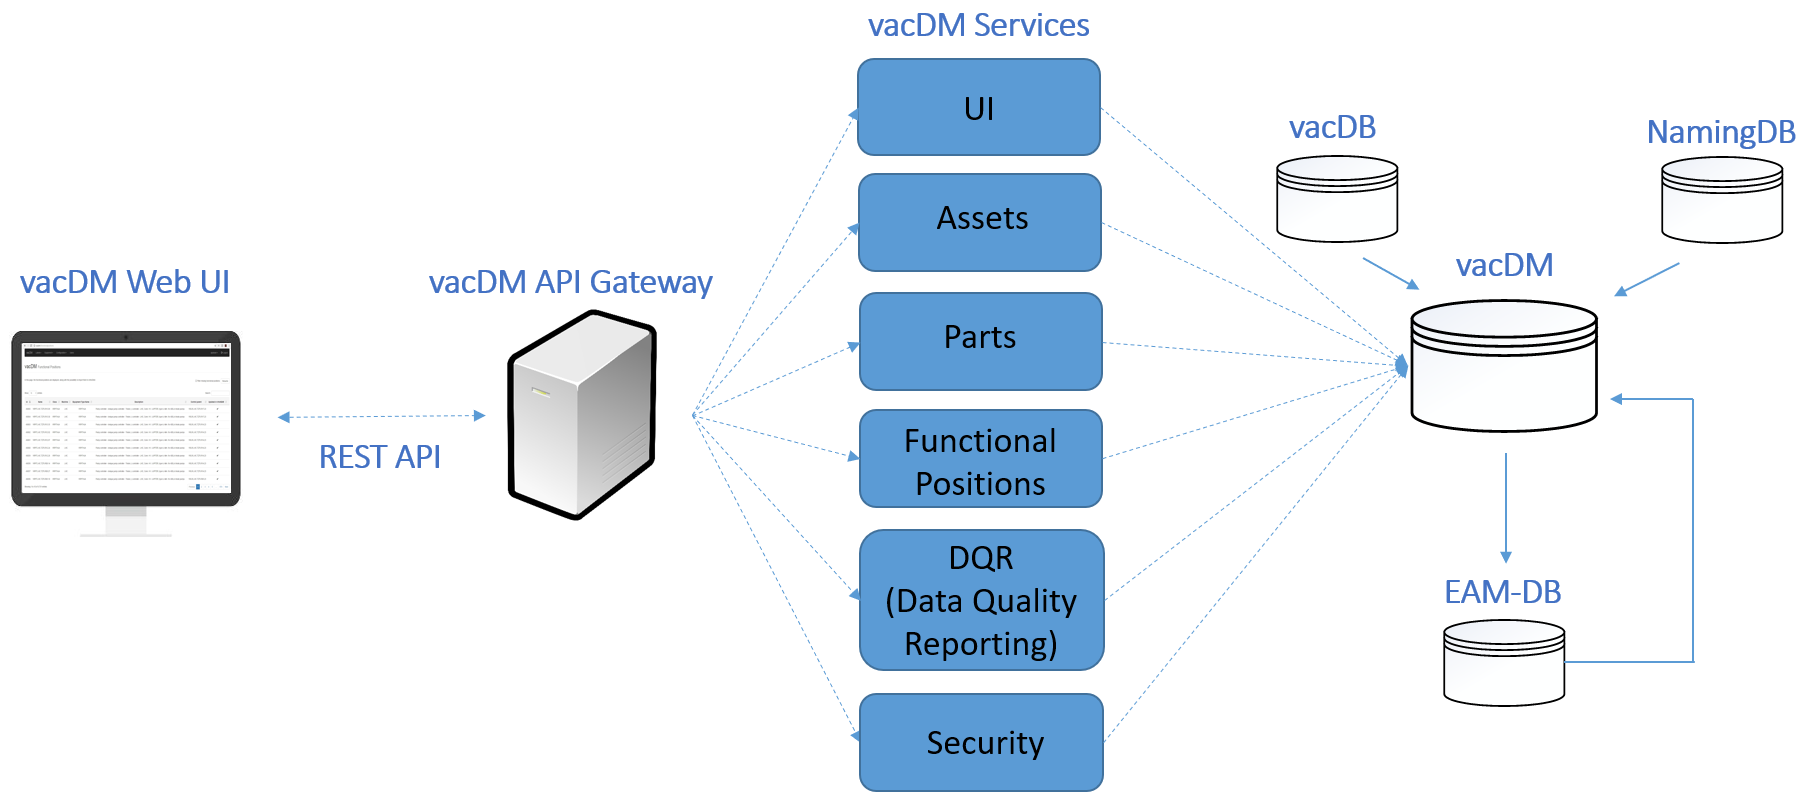 vacDM Services
UI
Assets
Parts
Functional
Positions
DQR
(Data Quality
Reporting)
Security
vacDM Web UI
REST API
vacDM API Gateway
vacDB
NamingDB
vacDM
EAM-DB